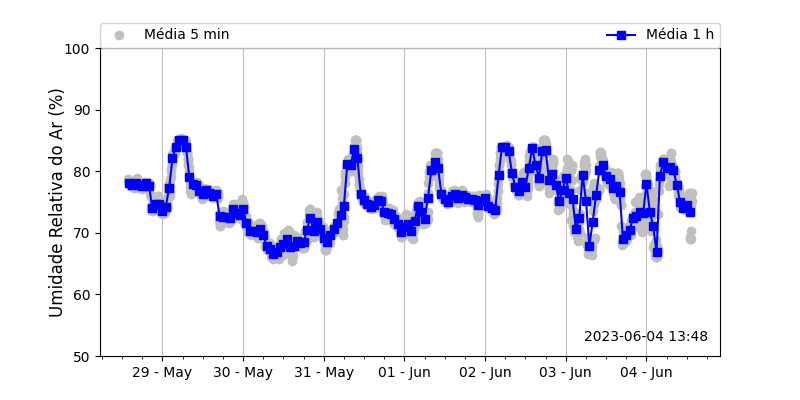 Média 5 min
Média 1 h
Umidade Relativa do Ar (%)
100
90
80
70
60
50
2023-06-04 13:48
29 - May
30 - May
31 - May
01 - Jun
02 - Jun
03 - Jun
04 - Jun